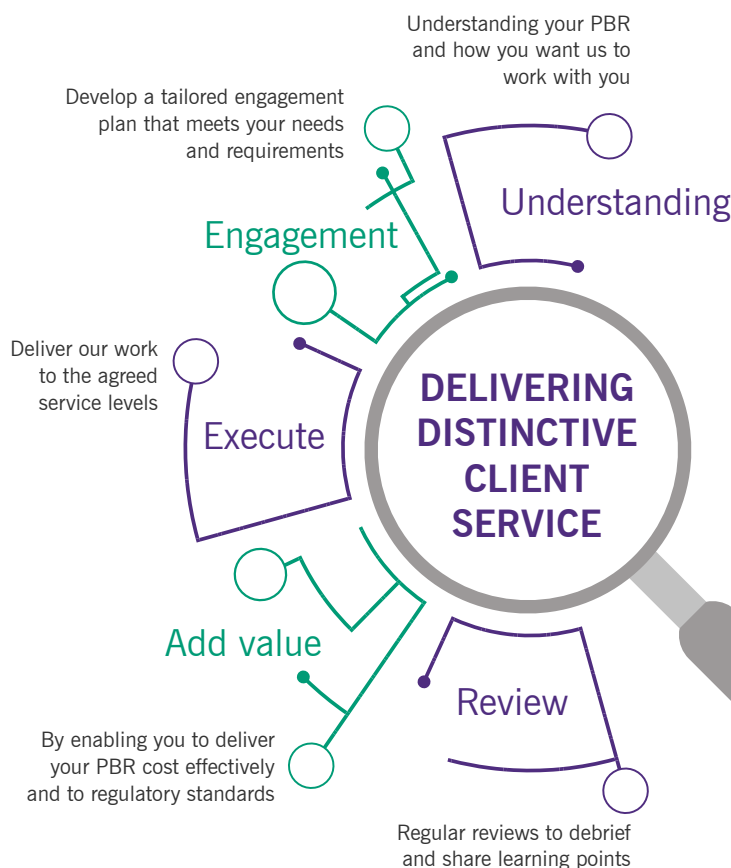 Understanding your PBR
and how you want us to
work with you
Understanding
Develop a tailored engagement
plan that meets your needs
and requirements
Engagement
Deliver our work
to the agreed
service levels
Execute
DELIVERING
DISTINCTIVE
CLIENT
SERVICE
Add value
By enabling you to deliver
your PBR cost effectively
and to regulatory standards
Review
Regular reviews to debrief
and share learning points